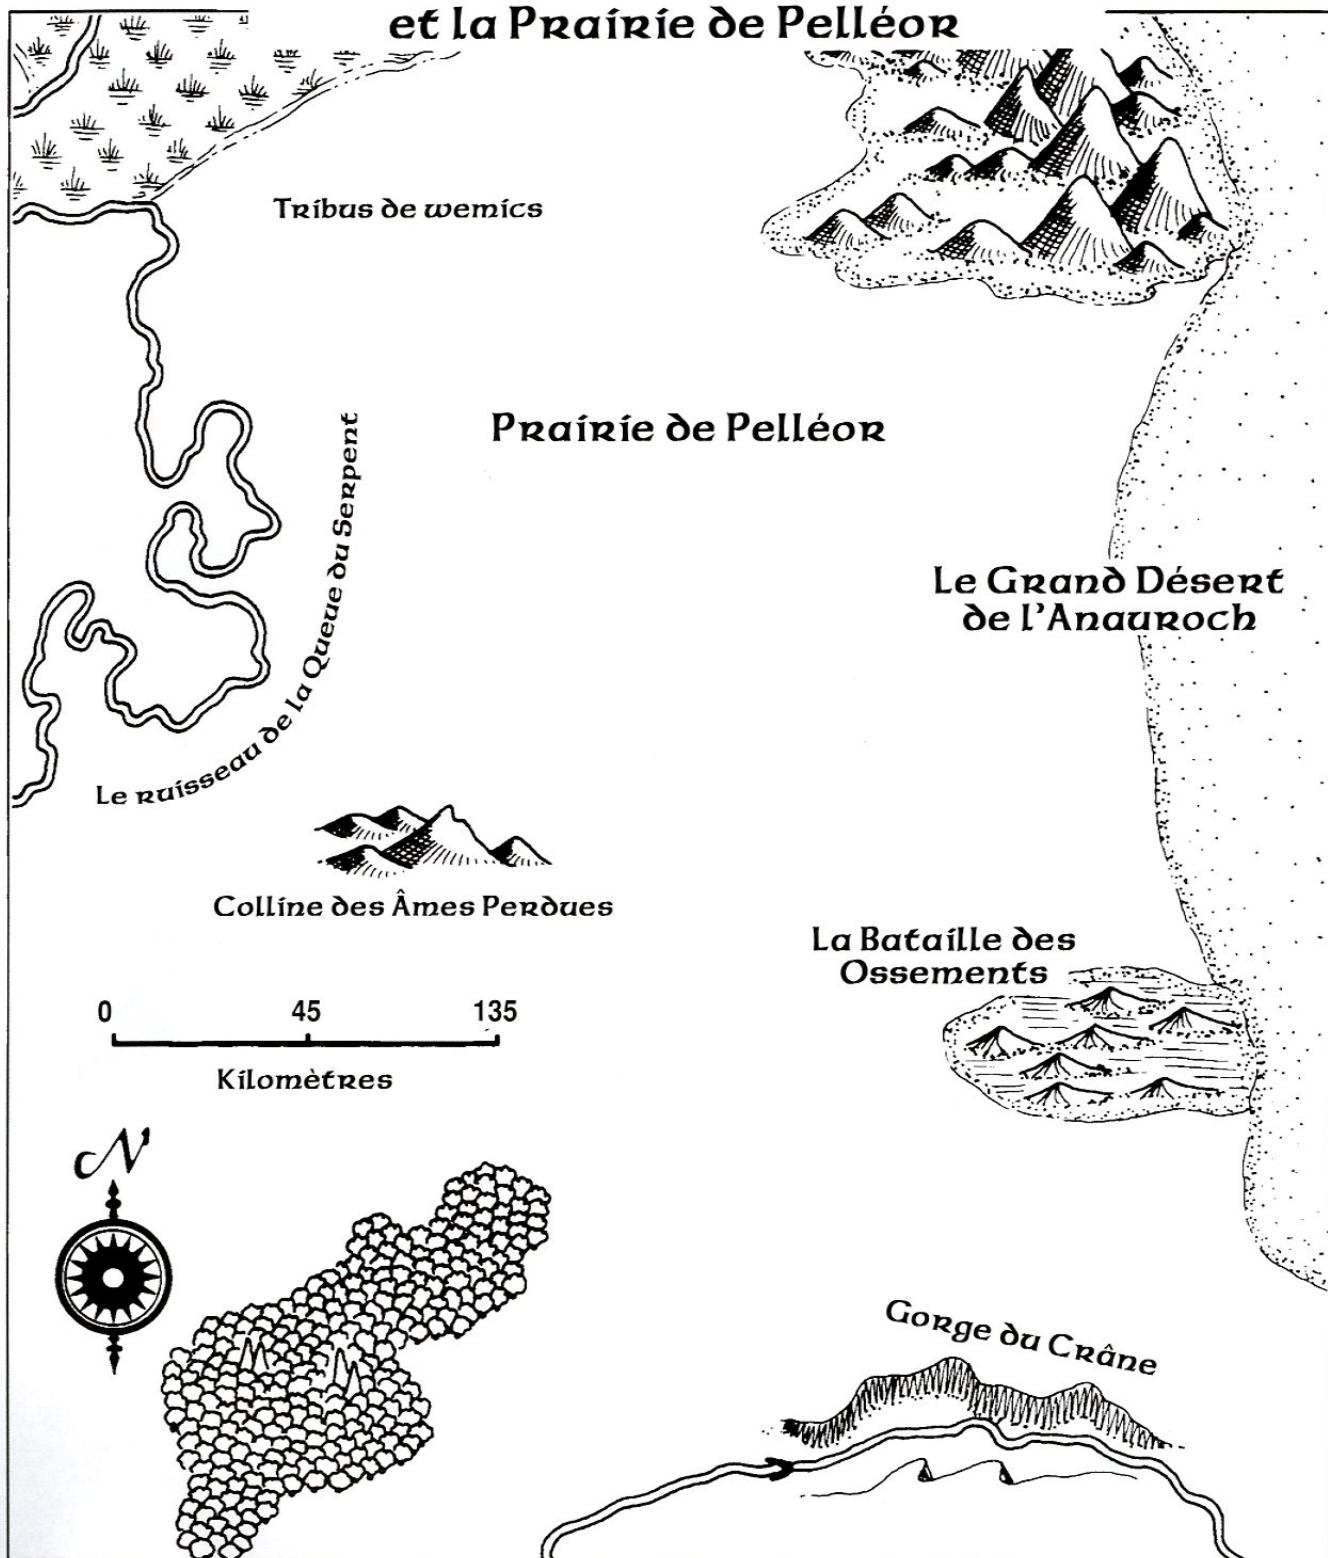 et la Prairie de Pelléor
Tribus de wemics
Prairie de Pelléor
Le ruisseau de la Queue du Serpent
Le Grand Désert
de l'Anauroch
Colline des Âmes Perdues
La Bataille des
Ossements
0 45 135
Kilomètres
N
Gorge du Crâne